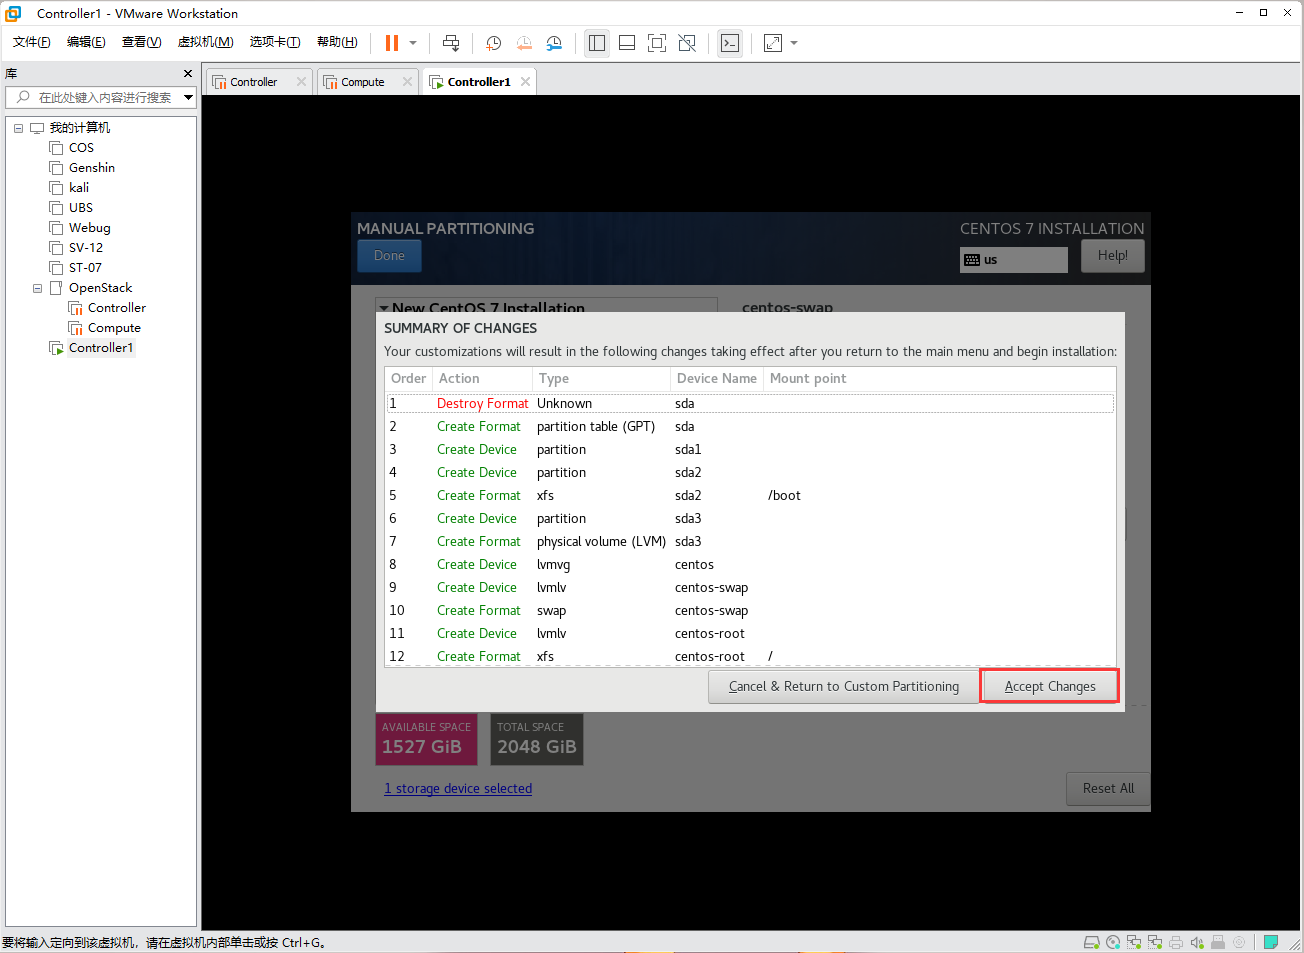 Controller1 - VMware Workstation
文件(F) 编辑(E) 查看(V) 虚拟机(M) 选项卡(T) 帮助(H)
库
在此处键入内容进行搜索
我的计算机
COS
Genshin
kali
UBS
Webug
SV-12
ST-07
OpenStack
Controller
Compute
Controller1
Controller Compute Controller1
MANUAL PARTITIONING
CENTOS 7 INSTALLATION
Done
us
Help!
New CentOS 7 Installation
centos-swap
SUMMARY OF CHANGES
Your customizations will result in the following changes taking effect after you return to the main menu and begin installation:
Order Action Type Device Name Mount point
1 Destroy Format Unknown sda
2 Create Format partition table (GPT) sda
3 Create Device partition sda1
4 Create Device partition sda2
5 Create Format xfs sda2 /boot
6 Create Device partition sda3
7 Create Format physical volume (LVM) sda3
8 Create Device lvmvg centos
9 Create Device lvmlv centos-swap
10 Create Format swap centos-swap
11 Create Device lvmlv centos-root
12 Create Format xfs centos-root /
Cancel & Return to Custom Partitioning
Accept Changes
AVAILABLE SPACE
1527 GiB
TOTAL SPACE
2048 GiB
1 storage device selected
Reset All
要将输入定向到该虚拟机，请在虚拟机内部单击或按 Ctrl+G。